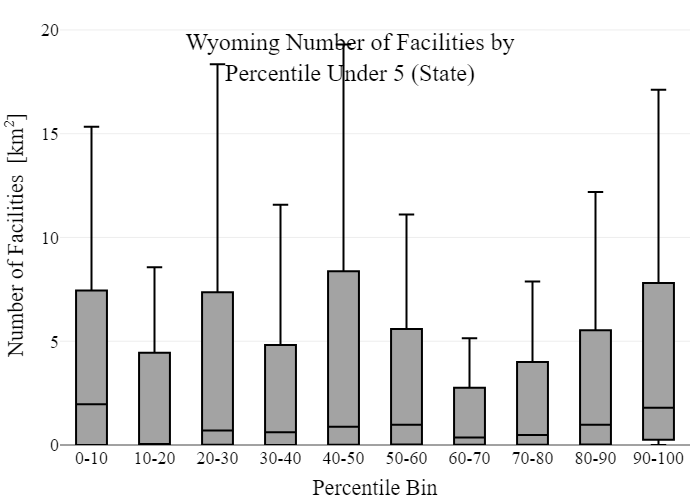 Wyoming Number of Facilities by
Percentile Under 5 (State)
Number of Facilities [km²]
20
15
10
5
0
0-10 10-20 20-30 30-40 40-50 50-60 60-70 70-80 80-90 90-100
Percentile Bin